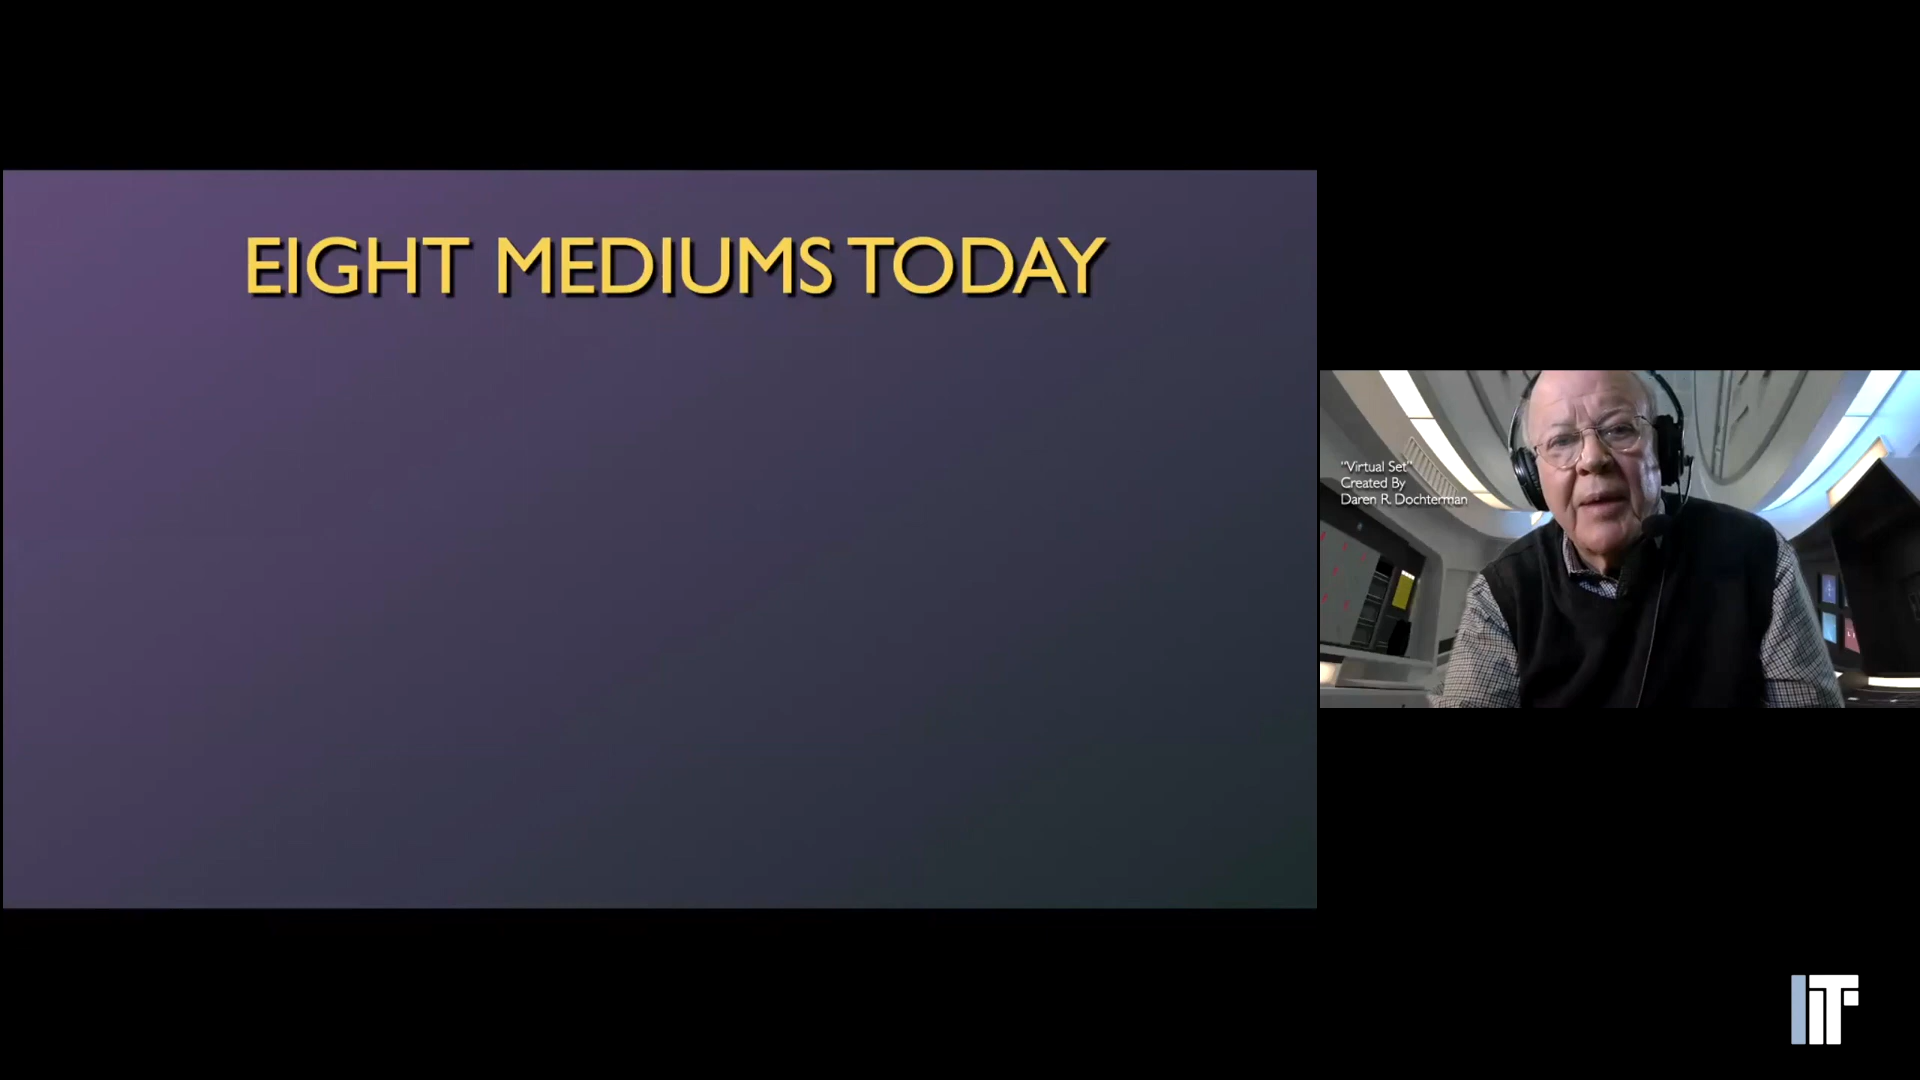 EIGHT MEDIUMS TODAY
"Virtual Set"
Created By
Daren R. Dochterman